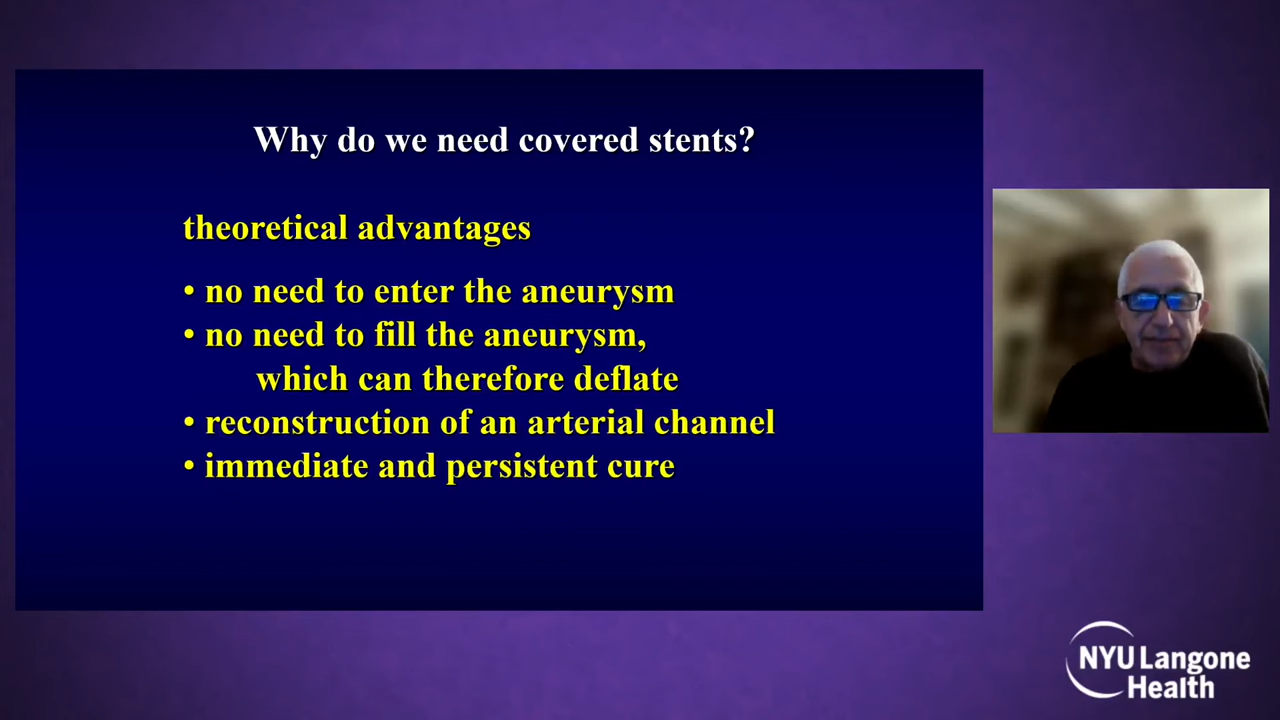 Why do we need covered stents?
theoretical advantages
• no need to enter the aneurysm
• no need to fill the aneurysm,
which can therefore deflate
• reconstruction of an arterial channel
• immediate and persistent cure
NYU Langone
Health